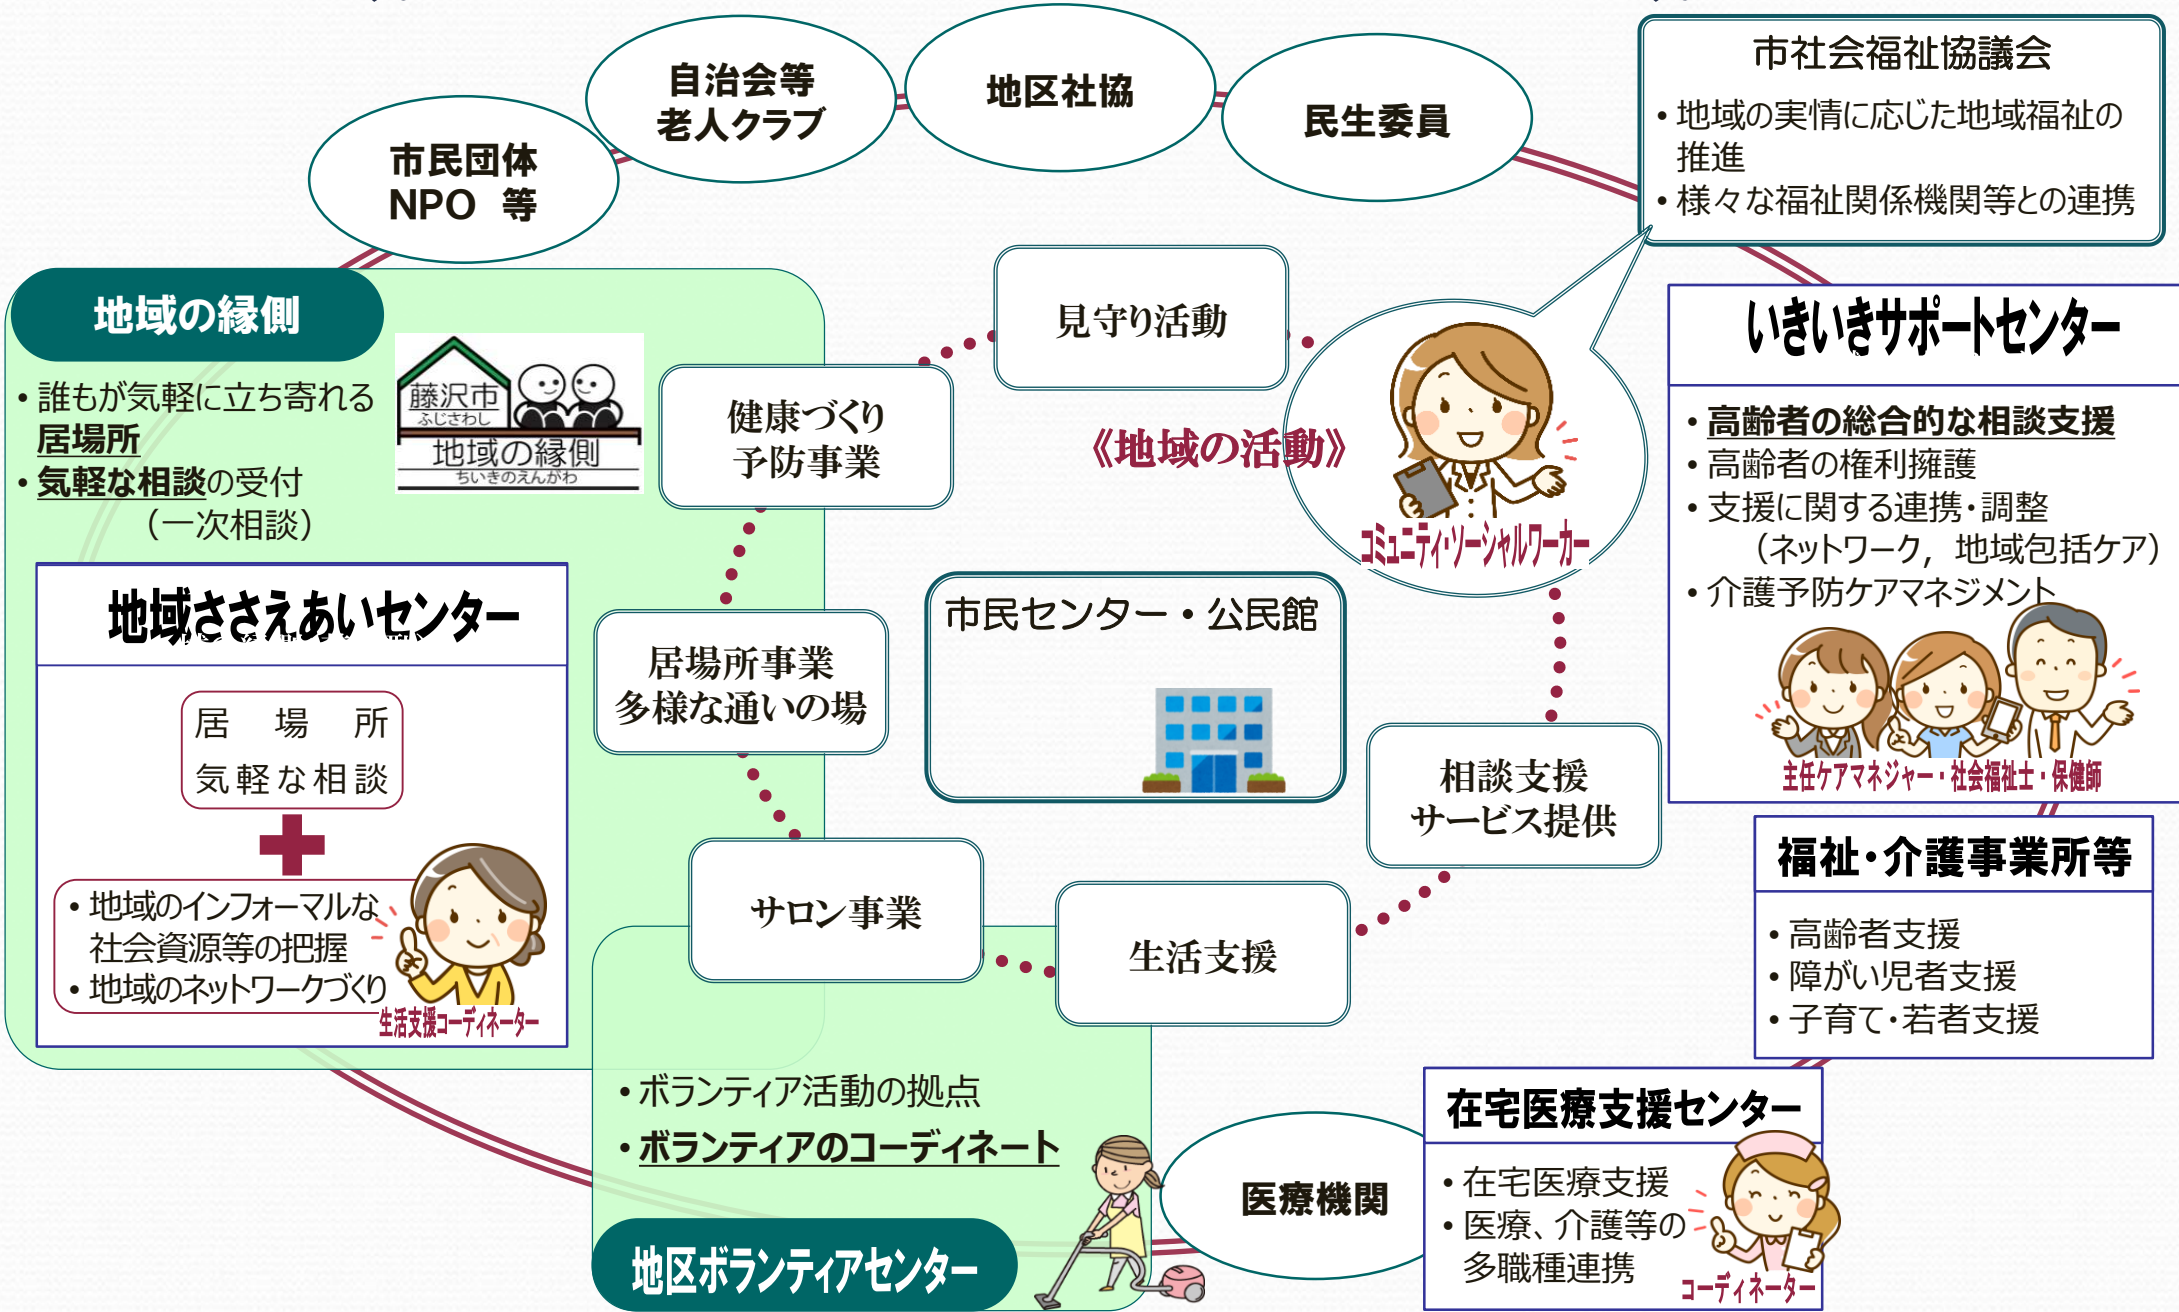 自治会等
老人クラブ
地区社協
民生委員
市民団体
NPO 等
市社会福祉協議会
• 地域の実情に応じた地域福祉の
推進
• 様々な福祉関係機関等との連携
地域の縁側
• 誰もが気軽に立ち寄れる
居場所
• 気軽な相談の受付
（一次相談）
藤沢市
ふじさわし
地域の縁側
ちいきのえんがわ
地域ささえあいセンター
居 場 所
気軽な相談
• 地域のインフォーマルな
社会資源等の把握
• 地域のネットワークづくり
生活支援コーディネーター
見守り活動
健康づくり
予防事業
《地域の活動》
コミュニティ・ソーシャルワーカー
市民センター・公民館
居場所事業
多様な通いの場
相談支援
サービス提供
サロン事業
生活支援
いきいきサポートセンター
• 高齢者の総合的な相談支援
• 高齢者の権利擁護
• 支援に関する連携・調整
（ネットワーク，地域包括ケア）
• 介護予防ケアマネジメント
主任ケアマネジャー・社会福祉士・保健師
福祉・介護事業所等
• 高齢者支援
• 障がい児者支援
• 子育て・若者支援
• ボランティア活動の拠点
• ボランティアのコーディネート
地区ボランティアセンター
医療機関
在宅医療支援センター
• 在宅医療支援
• 医療、介護等の
多職種連携
コーディネーター